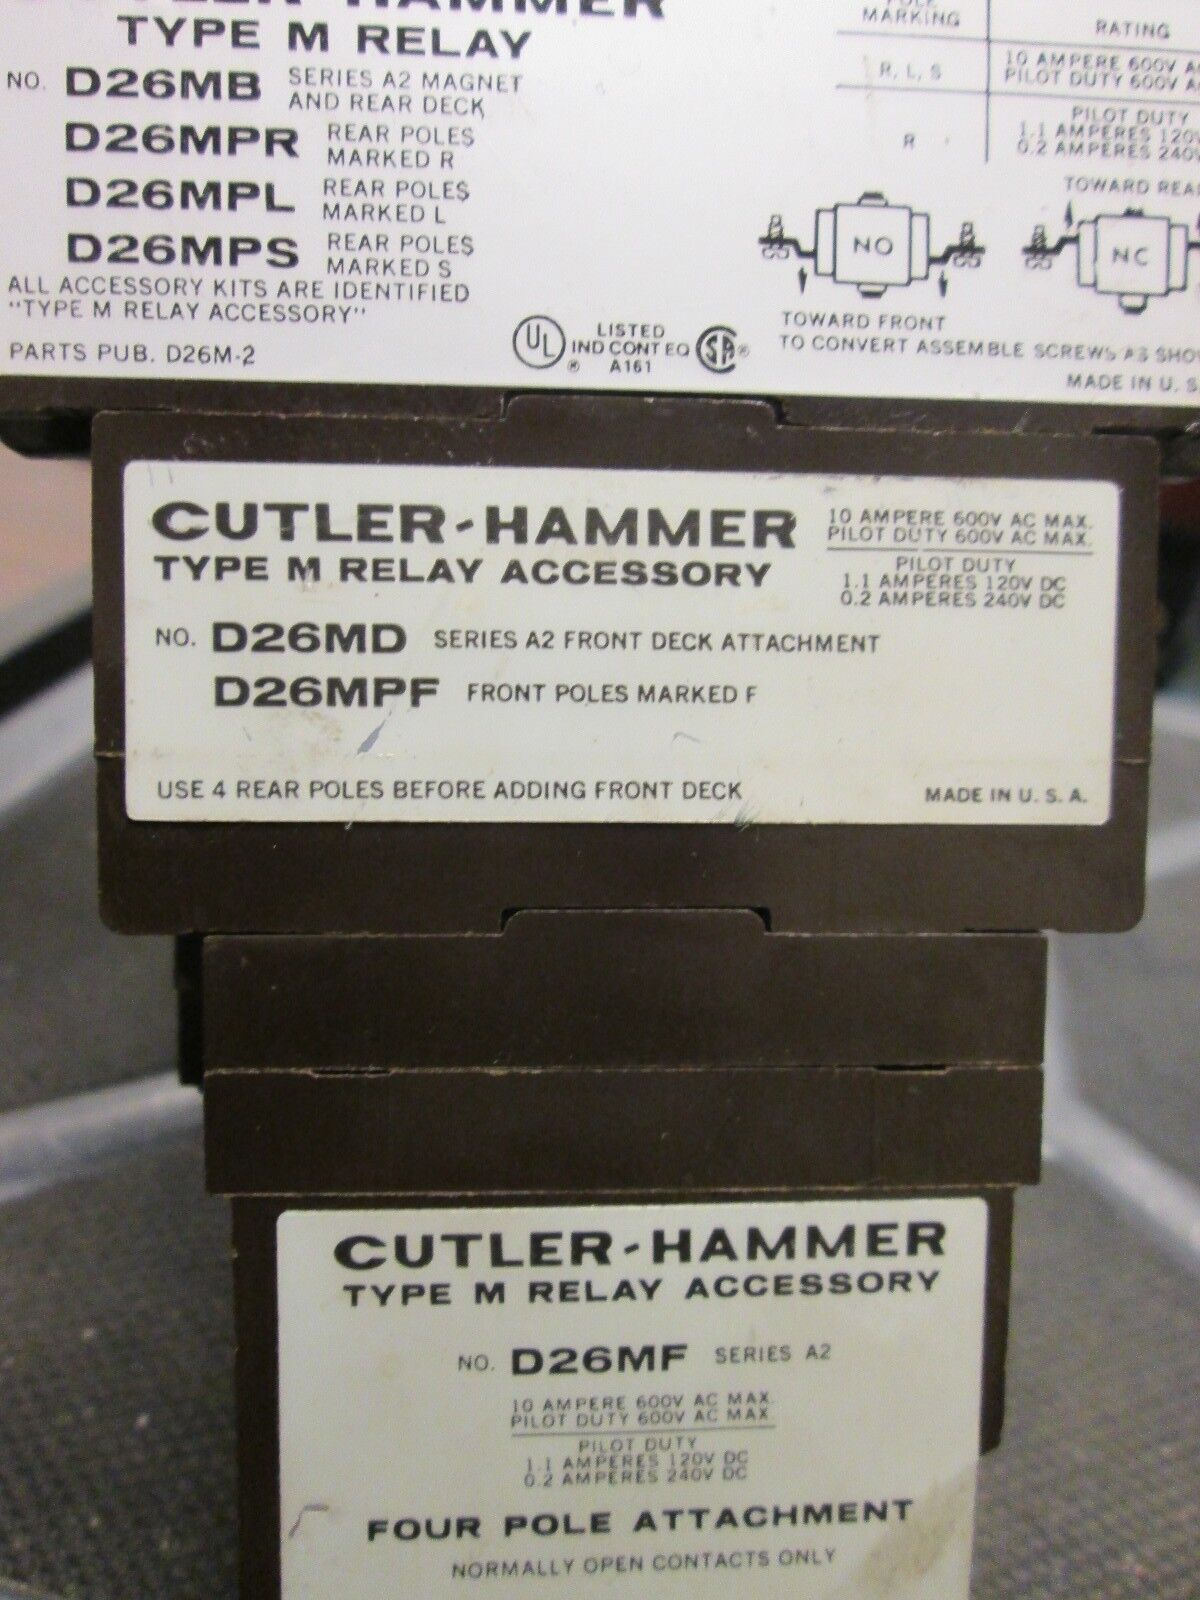 CUTLER-HAMMER
TYPE M RELAY
NO. D26MB SERIES A2 MAGNET
AND REAR DECK
D26MPR REAR POLES
MARKED R
D26MPL REAR POLES
MARKED L
D26MPS REAR POLES
MARKED S
ALL ACCESSORY KITS ARE IDENTIFIED
"TYPE M RELAY ACCESSORY"
PARTS PUB. D26M-2
UL ®
LISTED
IND CONT EQ
A161
SA ®
POLE
MARKING
RATING
R, L, S
10 AMPERE 600V
PILOT DUTY 600V
R
PILOT DUTY
1.1 AMPERES 120V
0.2 AMPERES 240V
TOWARD
NO
NC
TOWARD FRONT
TO CONVERT ASSEMBLE SCREWS AS
MADE IN U. S.
CUTLER-HAMMER
TYPE M RELAY ACCESSORY
10 AMPERE 600V AC MAX.
PILOT DUTY 600V AC MAX.
PILOT DUTY
1.1 AMPERES 120V DC
0.2 AMPERES 240V DC
NO. D26MD SERIES A2 FRONT DECK ATTACHMENT
D26MPF FRONT POLES MARKED F
USE 4 REAR POLES BEFORE ADDING FRONT DECK
MADE IN U. S. A.
CUTLER-HAMMER
TYPE M RELAY ACCESSORY
NO. D26MF SERIES A2
10 AMPERE 600V AC MAX.
PILOT DUTY 600V AC MAX.
PILOT DUTY
1.1 AMPERES 120V DC
0.2 AMPERES 240V DC
FOUR POLE ATTACHMENT
NORMALLY OPEN CONTACTS ONLY